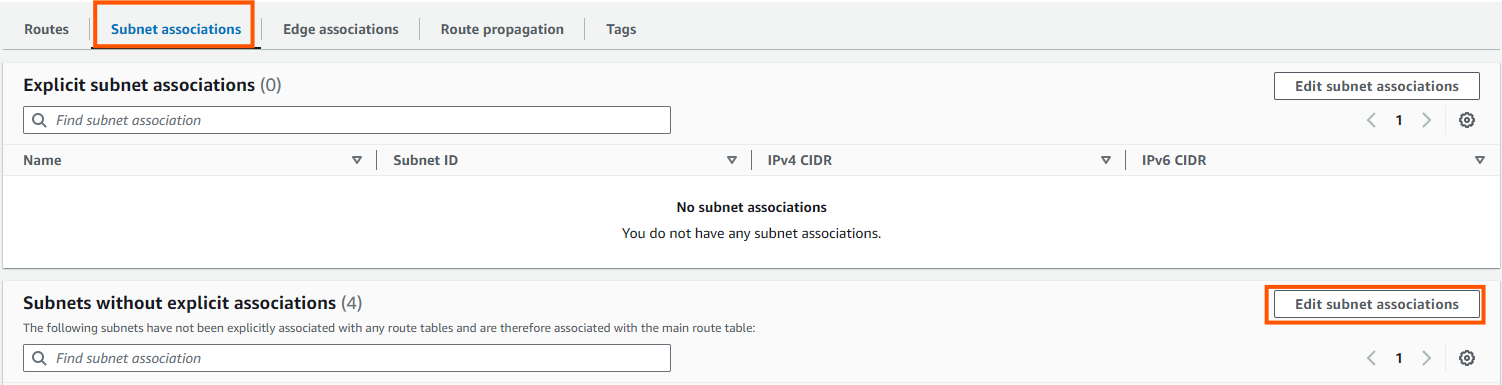 Routes
Subnet associations
Edge associations
Route propagation
Tags
Explicit subnet associations (0)
Edit subnet associations
Find subnet association
1
Name
Subnet ID
IPv4 CIDR
IPv6 CIDR
No subnet associations
You do not have any subnet associations.
Subnets without explicit associations (4)
Edit subnet associations
The following subnets have not been explicitly associated with any route tables and are therefore associated with the main route table:
Find subnet association
1